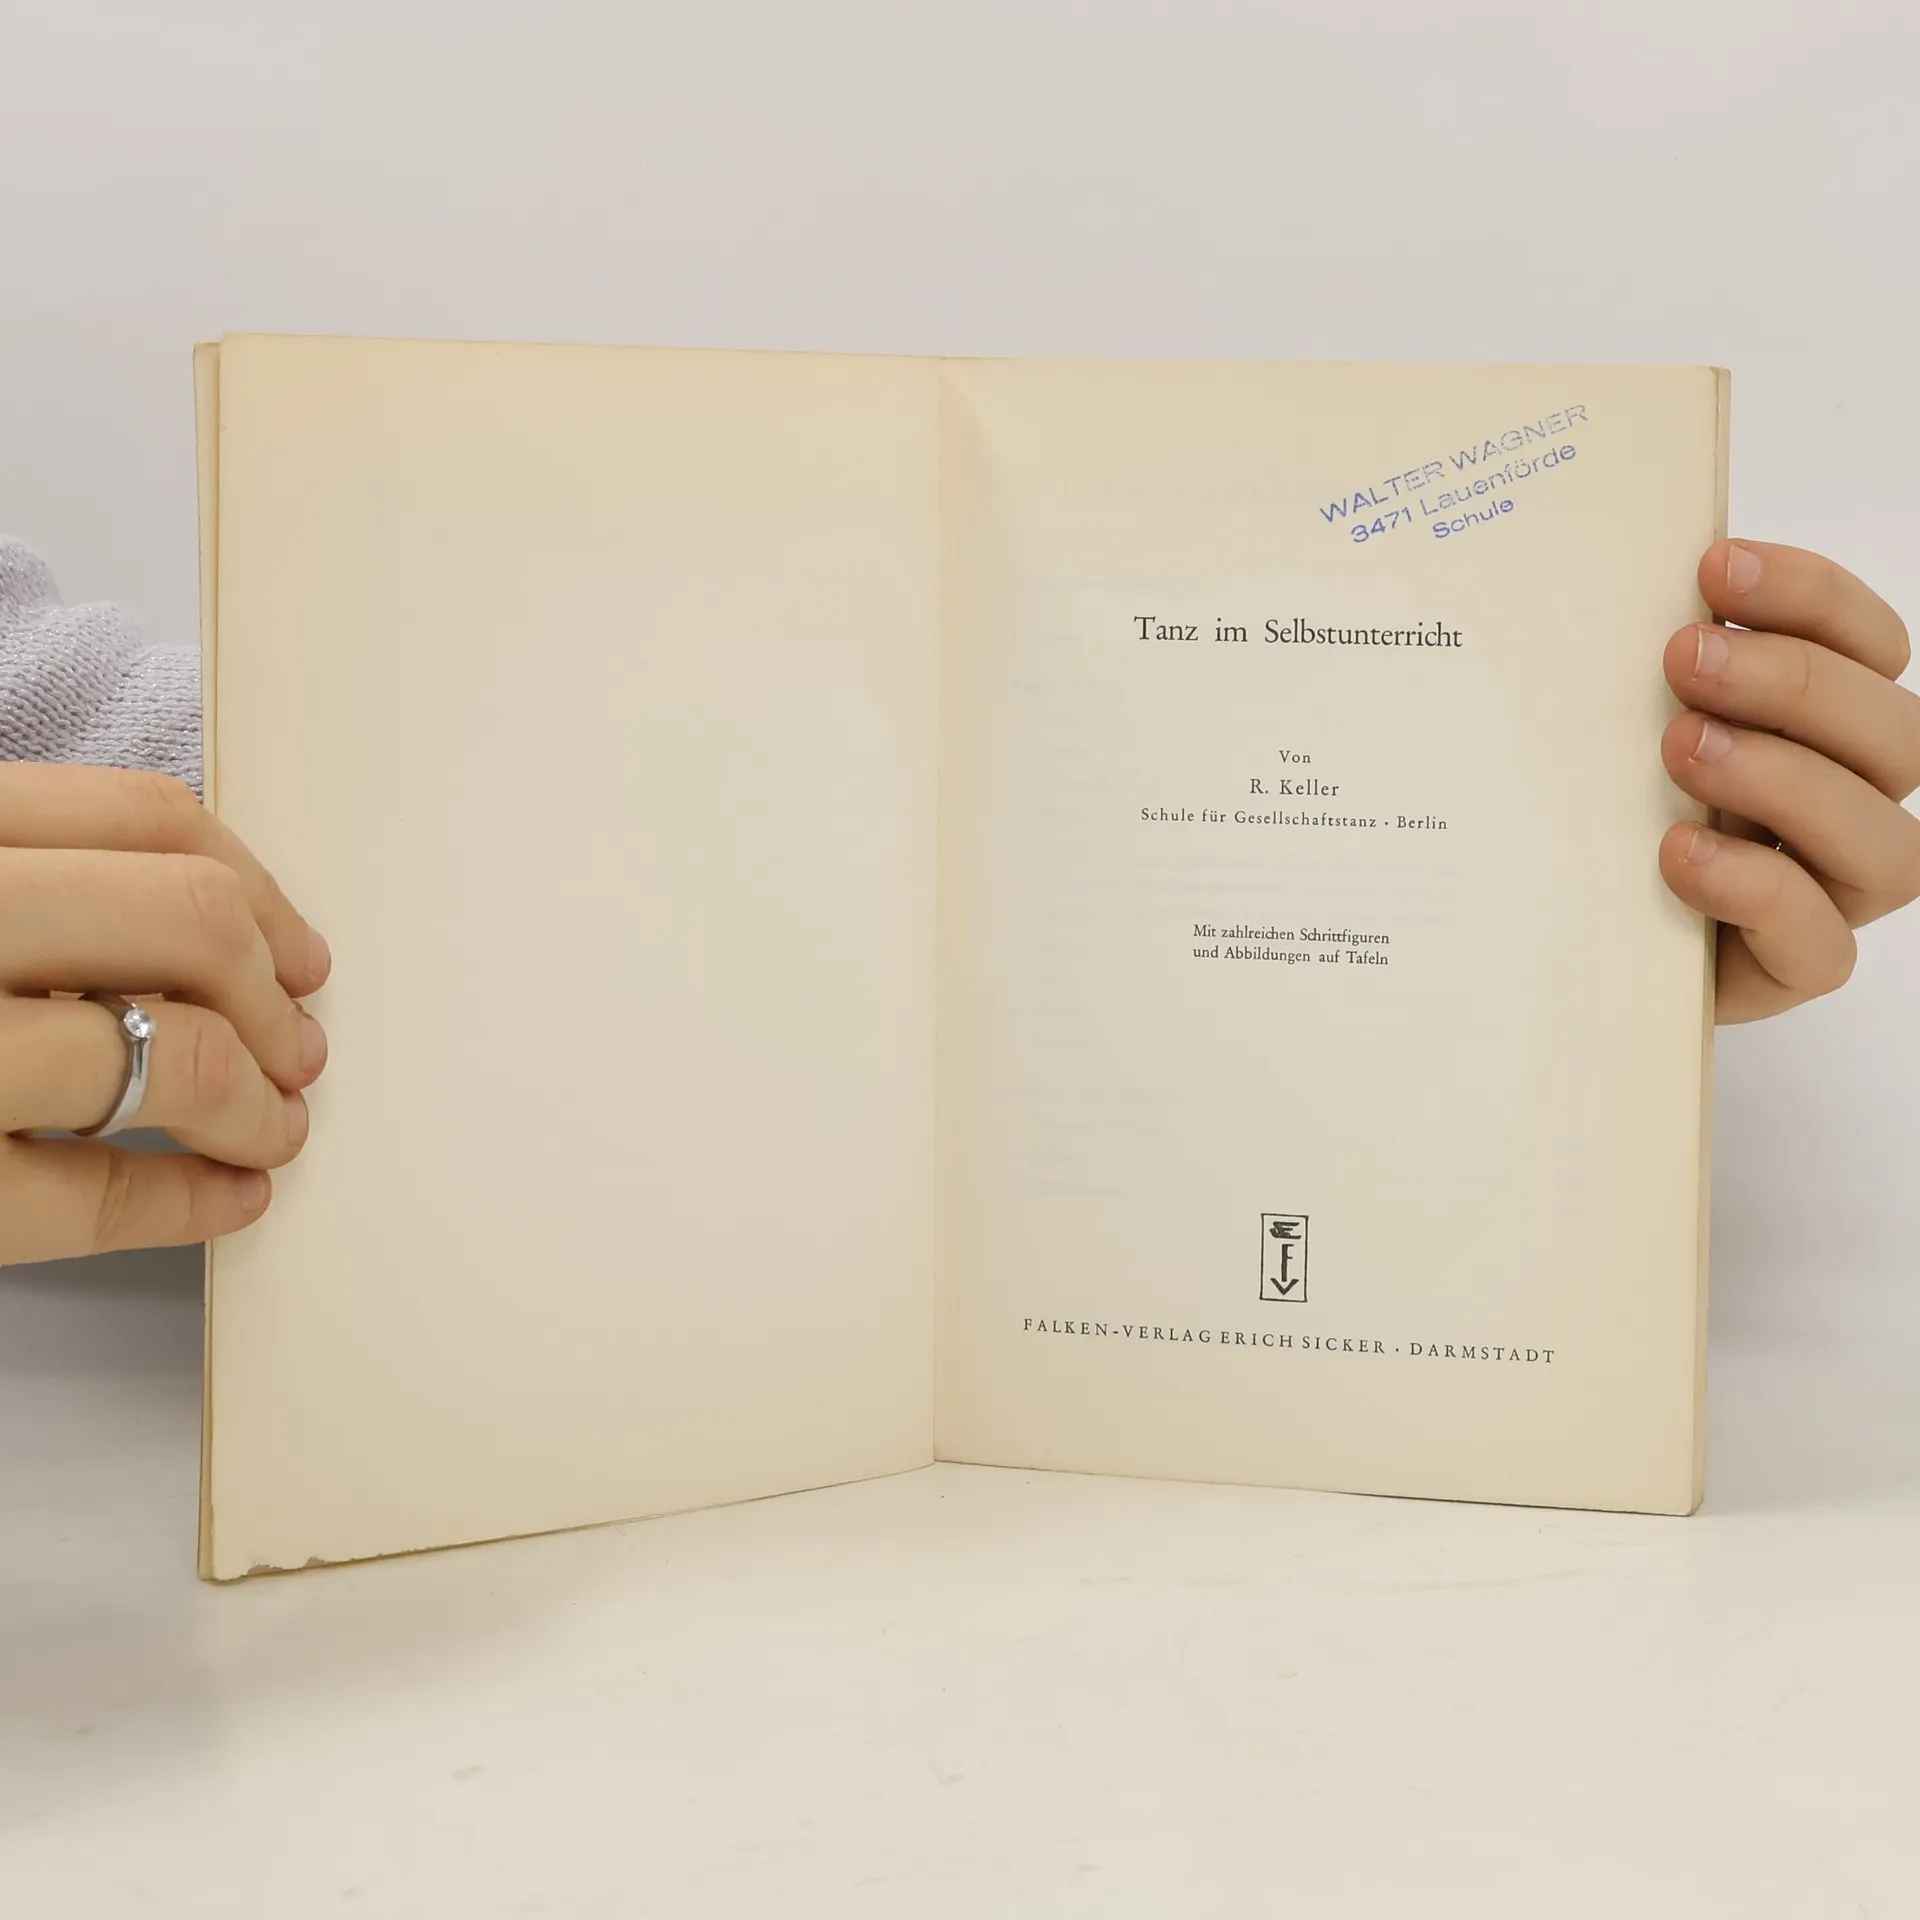 WALTER WAGNER
3471 Lauenförde
Schule
Tanz im Selbstunterricht
Von
R. Keller
Schule für Gesellschaftstanz · Berlin
Mit zahlreichen Schrittfiguren
und Abbildungen auf Tafeln
E
F
V
FALKEN-VERLAG ERICH SICKER · DARMSTADT